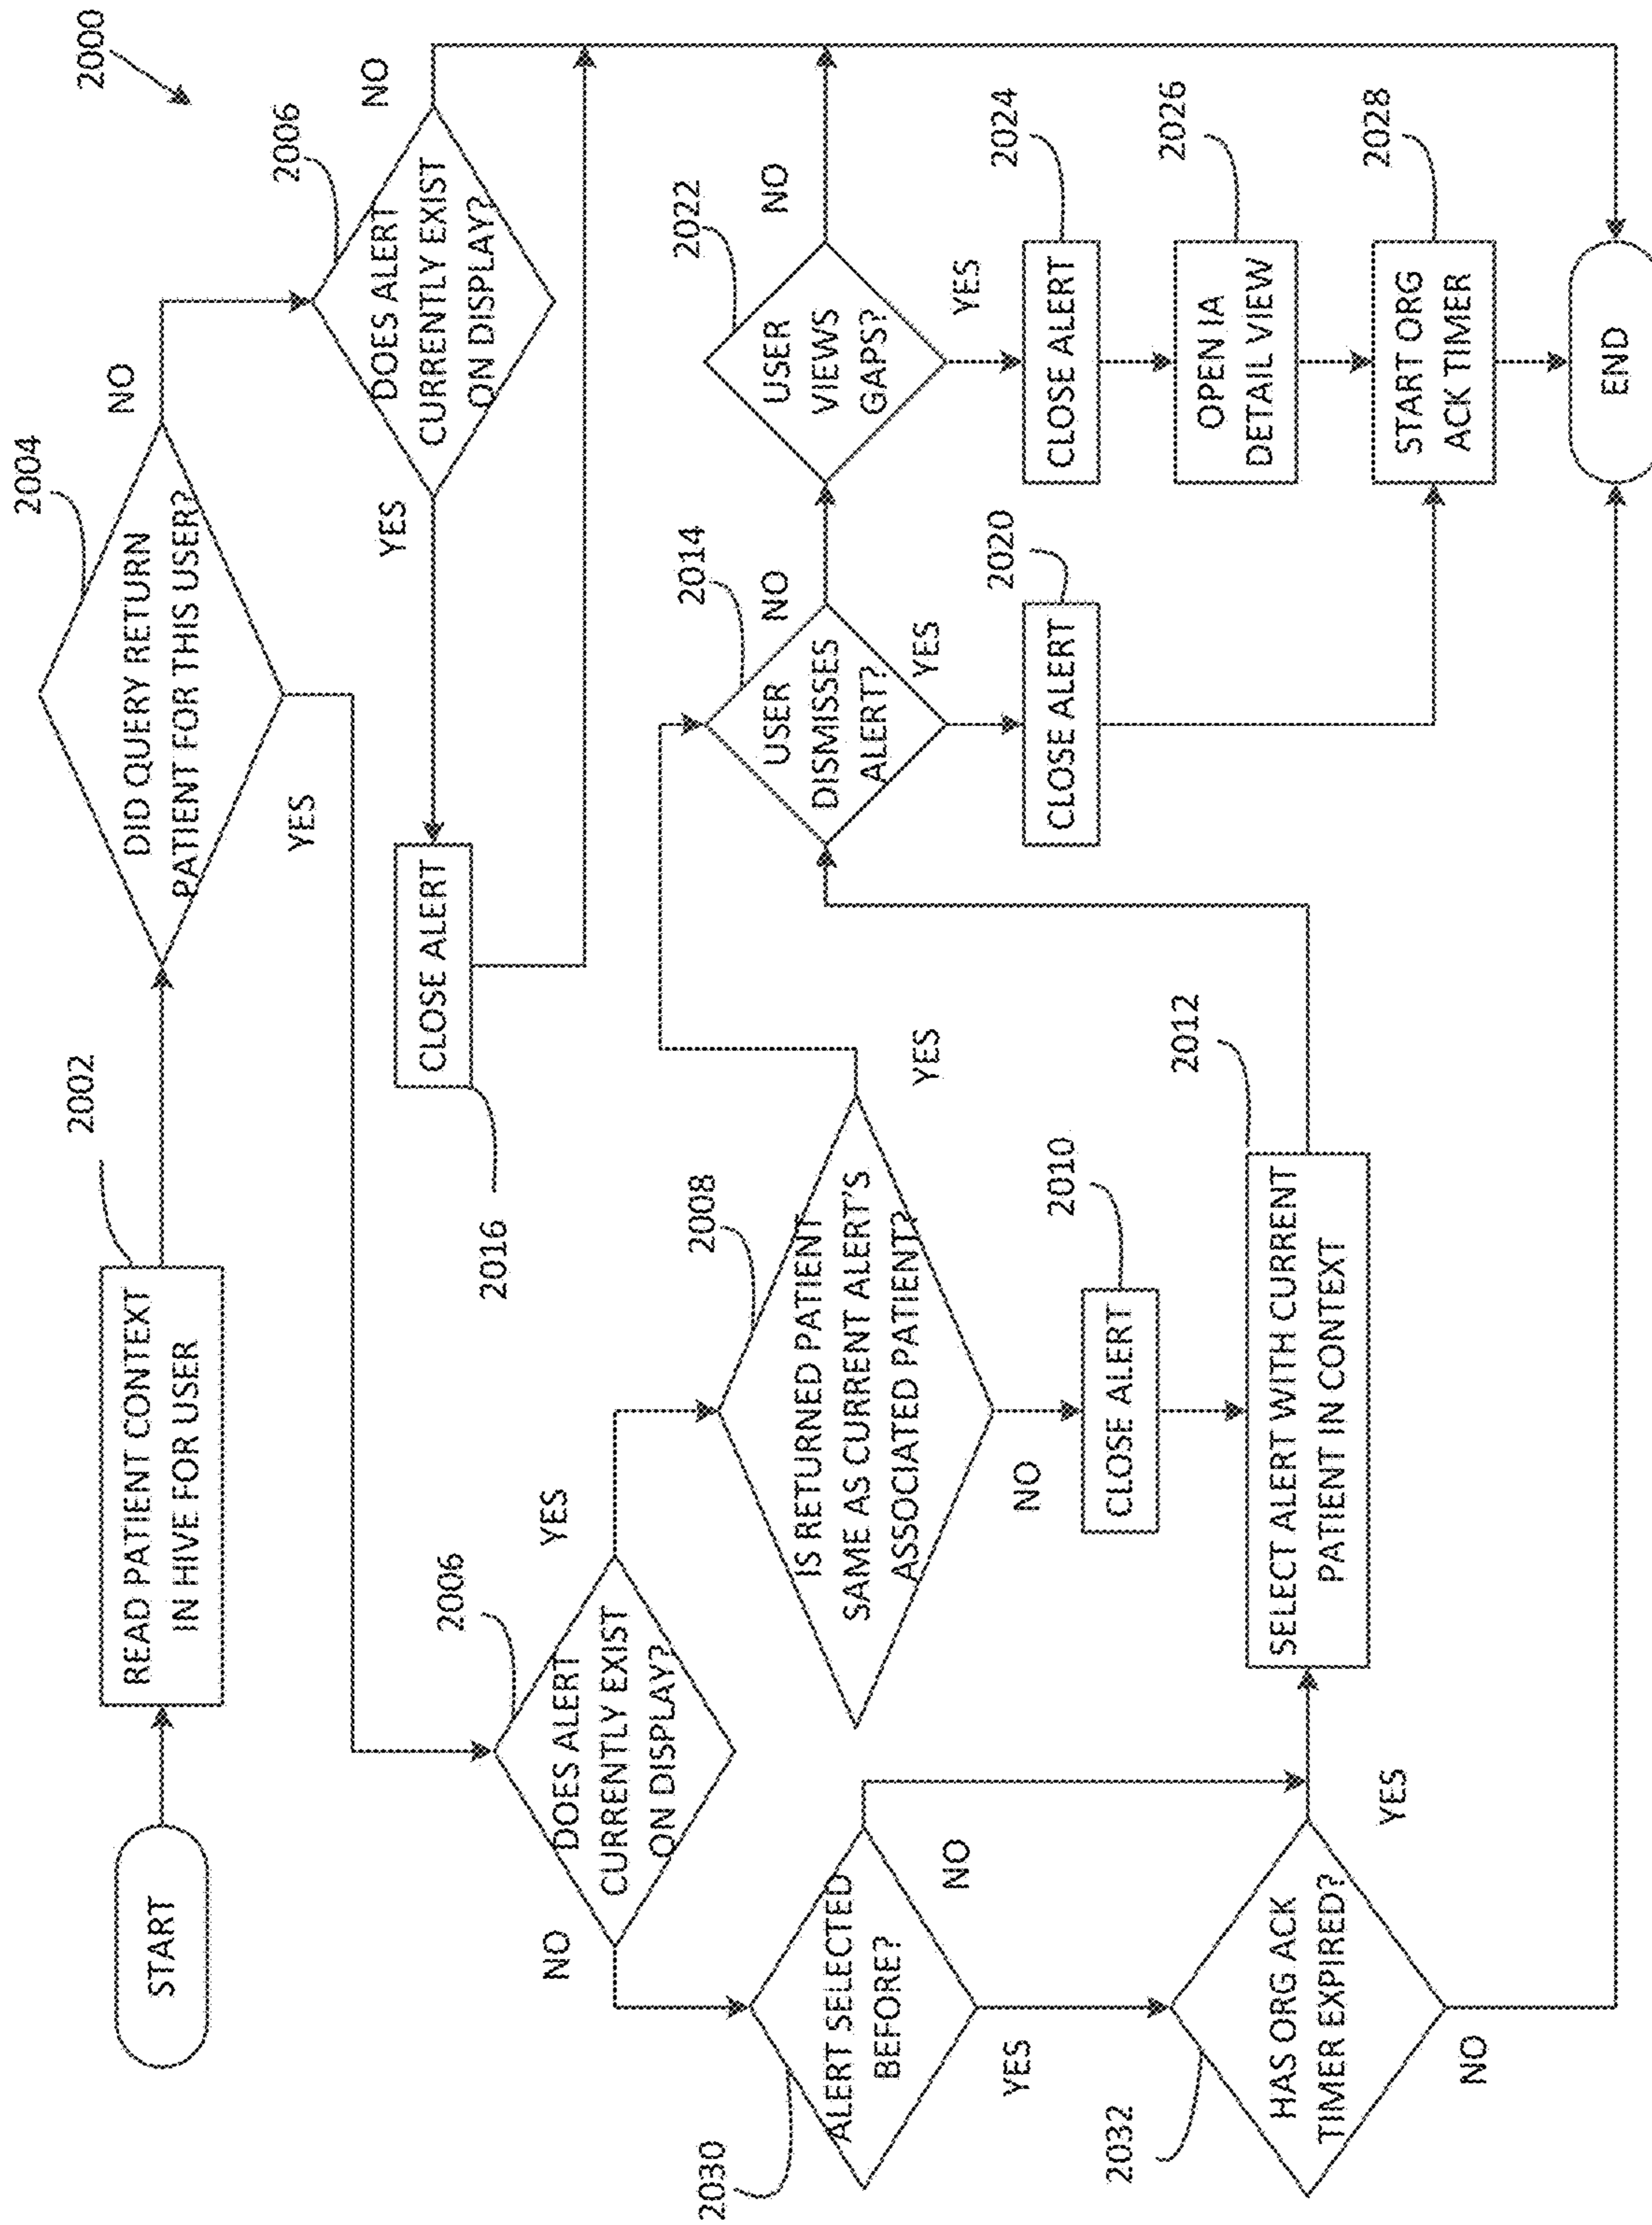 2000
START
2002
READ PATIENT CONTEXT
IN HIVE FOR USER
2004
DID QUERY RETURN
PATIENT FOR THIS USER?
NO
YES
2006
DOES ALERT
CURRENTLY EXIST
ON DISPLAY?
NO
YES
CLOSE ALERT
2016
2006
DOES ALERT
CURRENTLY EXIST
ON DISPLAY?
NO
YES
2008
IS RETURNED PATIENT
SAME AS CURRENT ALERT'S
ASSOCIATED PATIENT?
YES
NO
2010
CLOSE ALERT
2012
SELECT ALERT WITH CURRENT
PATIENT IN CONTEXT
2030
ALERT SELECTED
BEFORE?
NO
YES
2032
HAS ORG ACK
TIMER EXPIRED?
YES
NO
2014
USER
DISMISSES
ALERT?
NO
YES
2020
CLOSE ALERT
2022
USER
VIEWS
GAPS?
NO
YES
2024
CLOSE ALERT
2026
OPEN IA
DETAIL VIEW
2028
START ORG
ACK TIMER
END